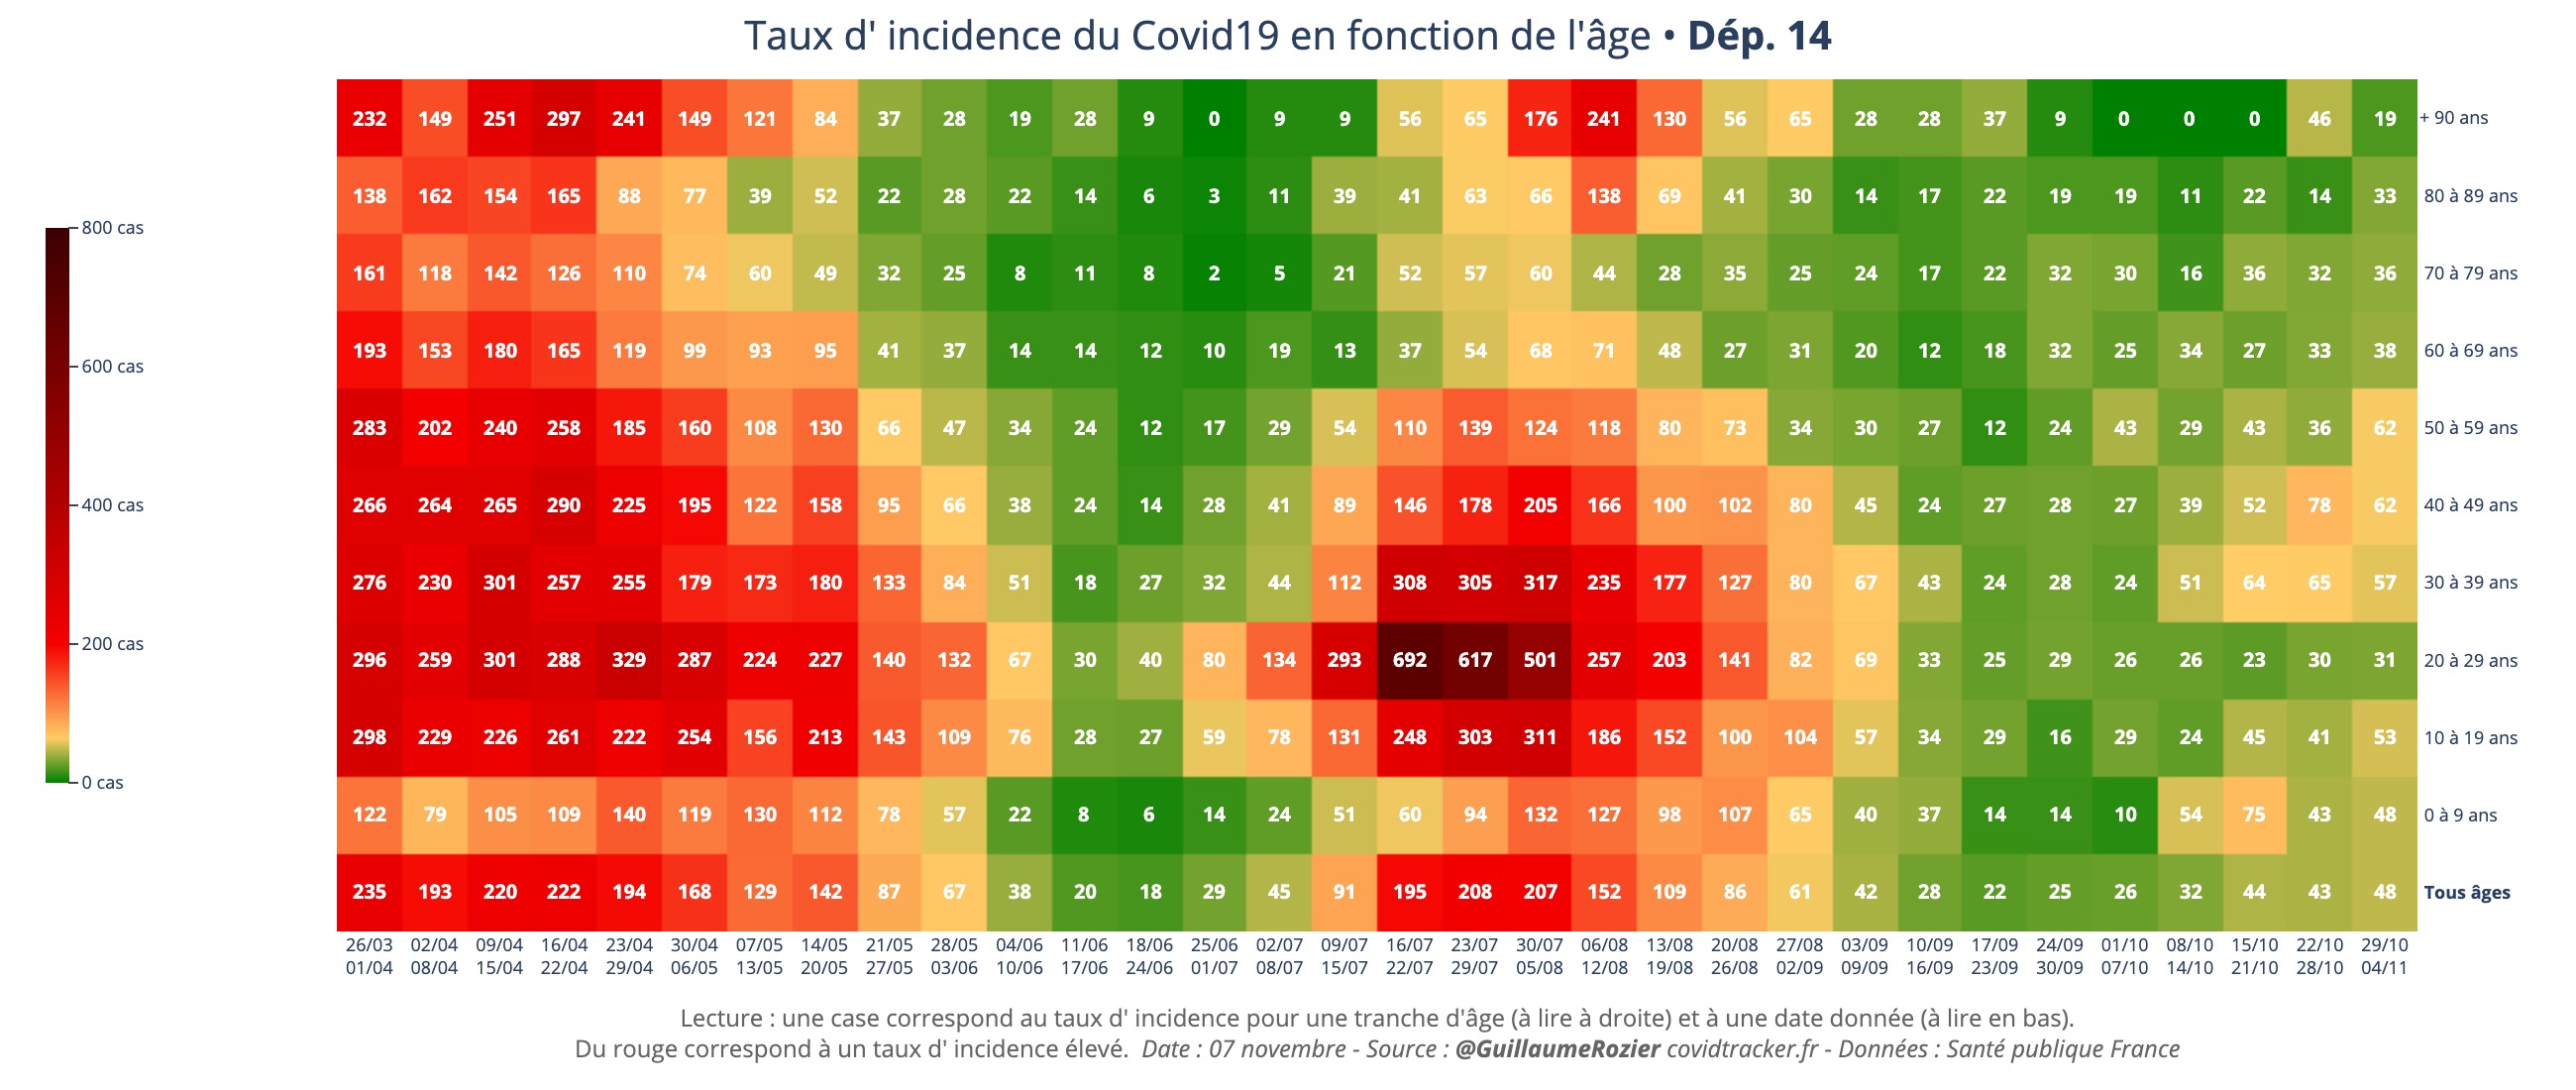 Taux d' incidence du Covid19 en fonction de l'âge • Dép. 14
800 cas
600 cas
400 cas
200 cas
0 cas
232 149 251 297 241 149 121 84 37 28 19 28 9 0 9 9 56 65 176 241 130 56 65 28 28 37 9 0 0 0 46 19 + 90 ans
138 162 154 165 88 77 39 52 22 28 22 14 6 3 11 39 41 63 66 138 69 41 30 14 17 22 19 19 11 22 14 33 80 à 89 ans
161 118 142 126 110 74 60 49 32 25 8 11 8 2 5 21 52 57 60 44 28 35 25 24 17 22 32 30 16 36 32 36 70 à 79 ans
193 153 180 165 119 99 93 95 41 37 14 14 12 10 19 13 37 54 68 71 48 27 31 20 12 18 32 25 34 27 33 38 60 à 69 ans
283 202 240 258 185 160 108 130 66 47 34 24 12 17 29 54 110 139 124 118 80 73 34 30 27 12 24 43 29 43 36 62 50 à 59 ans
266 264 265 290 225 195 122 158 95 66 38 24 14 28 41 89 146 178 205 166 100 102 80 45 24 27 28 27 39 52 78 62 40 à 49 ans
276 230 301 257 255 179 173 180 133 84 51 18 27 32 44 112 308 305 317 235 177 127 80 67 43 24 28 24 51 64 65 57 30 à 39 ans
296 259 301 288 329 287 224 227 140 132 67 30 40 80 134 293 692 617 501 257 203 141 82 69 33 25 29 26 26 23 30 31 20 à 29 ans
298 229 226 261 222 254 156 213 143 109 76 28 27 59 78 131 248 303 311 186 152 100 104 57 34 29 16 29 24 45 41 53 10 à 19 ans
122 79 105 109 140 119 130 112 78 57 22 8 6 14 24 51 60 94 132 127 98 107 65 40 37 14 14 10 54 75 43 48 0 à 9 ans
235 193 220 222 194 168 129 142 87 67 38 20 18 29 45 91 195 208 207 152 109 86 61 42 28 22 25 26 32 44 43 48 Tous âges
26/03 02/04 09/04 16/04 23/04 30/04 07/05 14/05 21/05 28/05 04/06 11/06 18/06 25/06 02/07 09/07 16/07 23/07 30/07 06/08 13/08 20/08 27/08 03/09 10/09 17/09 24/09 01/10 08/10 15/10 22/10 29/10
01/04 08/04 15/04 22/04 29/04 06/05 13/05 20/05 27/05 03/06 10/06 17/06 24/06 01/07 08/07 15/07 22/07 29/07 05/08 12/08 19/08 26/08 02/09 09/09 16/09 23/09 30/09 07/10 14/10 21/10 28/10 04/11
Lecture : une case correspond au taux d' incidence pour une tranche d'âge (à lire à droite) et à une date donnée (à lire en bas).
Du rouge correspond à un taux d' incidence élevé. Date : 07 novembre - Source : @GuillaumeRozier covidtracker.fr - Données : Santé publique France